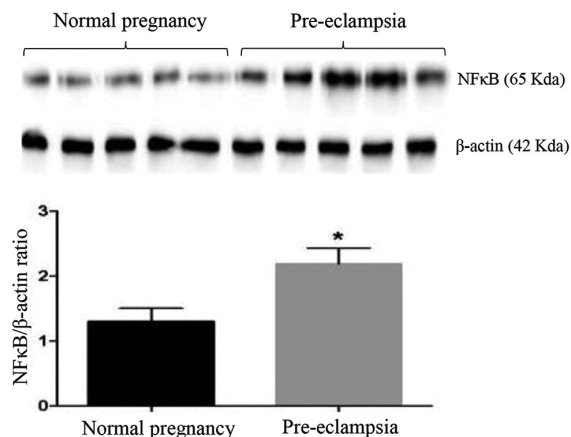 Normal pregnancy Pre-eclampsia
NFκB (65 Kda)
β-actin (42 Kda)
3
2
1
0
NFκB/β-actin ratio
*
Normal pregnancy Pre-eclampsia